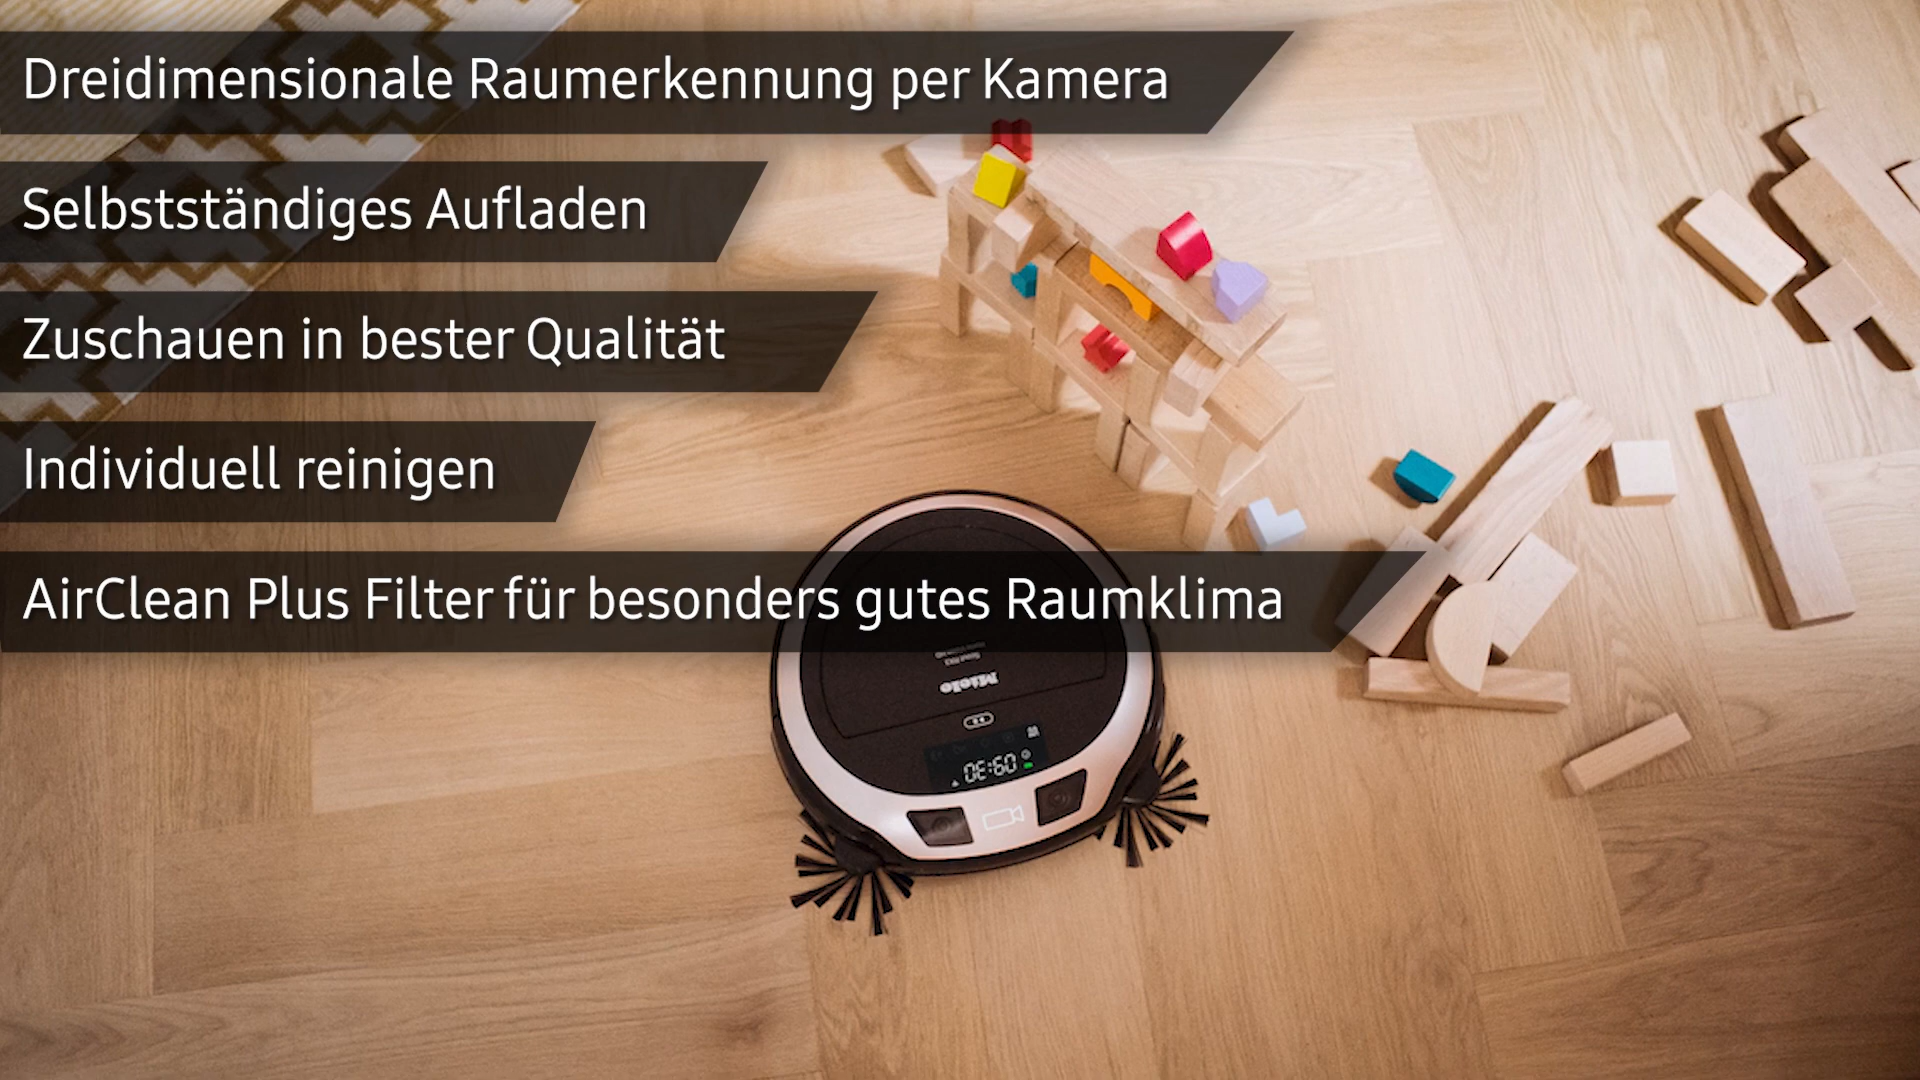 Dreidimensionale Raumerkennung per Kamera
Selbstständiges Aufladen
Zuschauen in bester Qualität
Individuell reinigen
AirClean Plus Filter für besonders gutes Raumklima
Miele